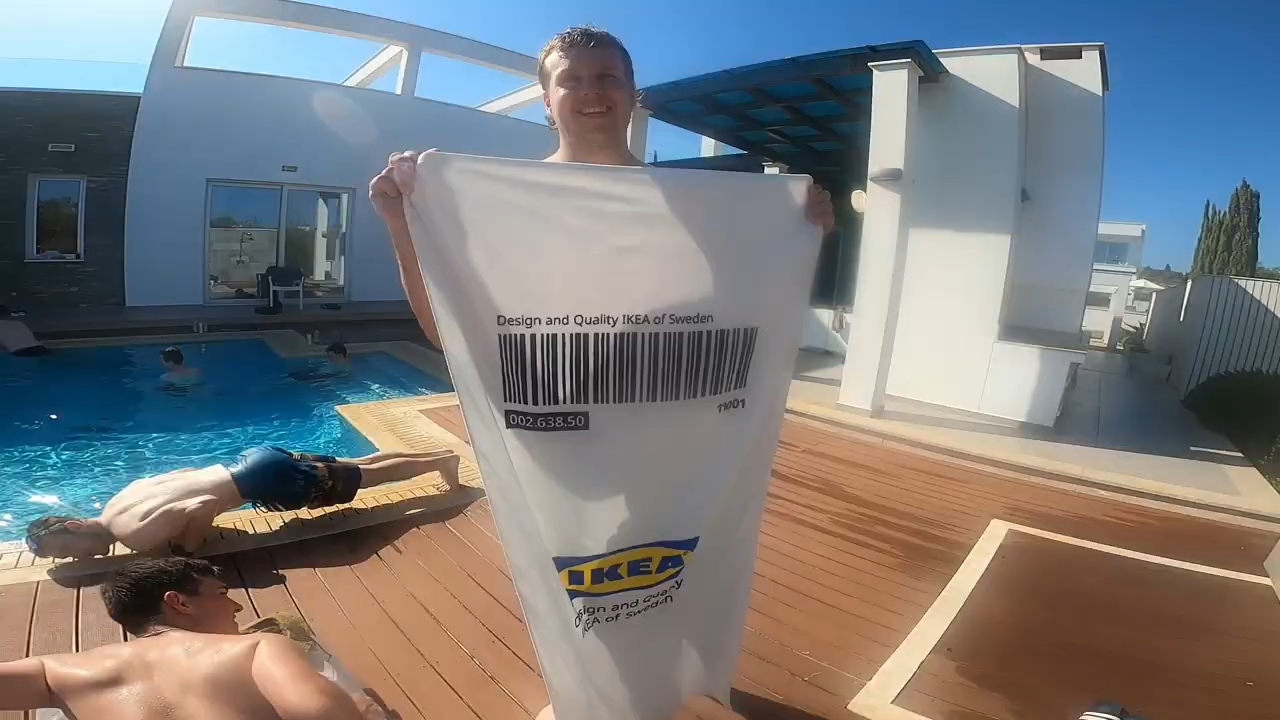 Design and Quality IKEA of Sweden
002.638.50
11001
IKEA
Design and Quality
IKEA of Sweden